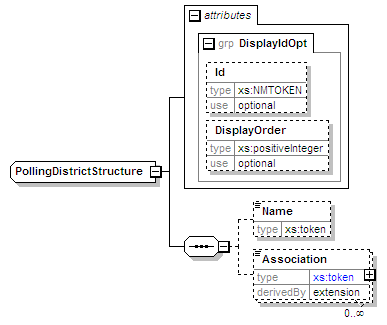 attributes
grp DisplayIdOpt
Id
type xs:NMTOKEN
use optional
DisplayOrder
type xs:positiveInteger
use optional
PollingDistrictStructure
Name
type xs:token
Association
type xs:token
derivedBy extension
0..∞